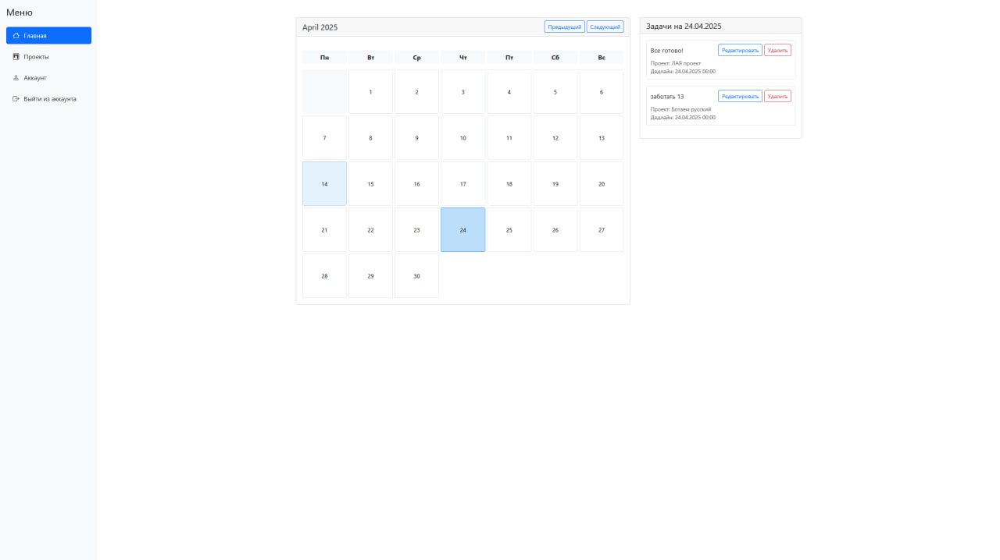 Меню
Главная
Проекты
Аккаунт
Выйти из аккаунта
April 2025
Предыдущий Следующий
Пн Вт Ср Чт Пт Сб Вс
1 2 3 4 5 6
7 8 9 10 11 12 13
14 15 16 17 18 19 20
21 22 23 24 25 26 27
28 29 30
Задачи на 24.04.2025
Все готово! Редактировать Удалить
Проект: ЛАЯ проект
Дедлайн: 24.04.2025 00:00
заботать 13 Редактировать Удалить
Проект: Ботаем русский
Дедлайн: 24.04.2025 00:00